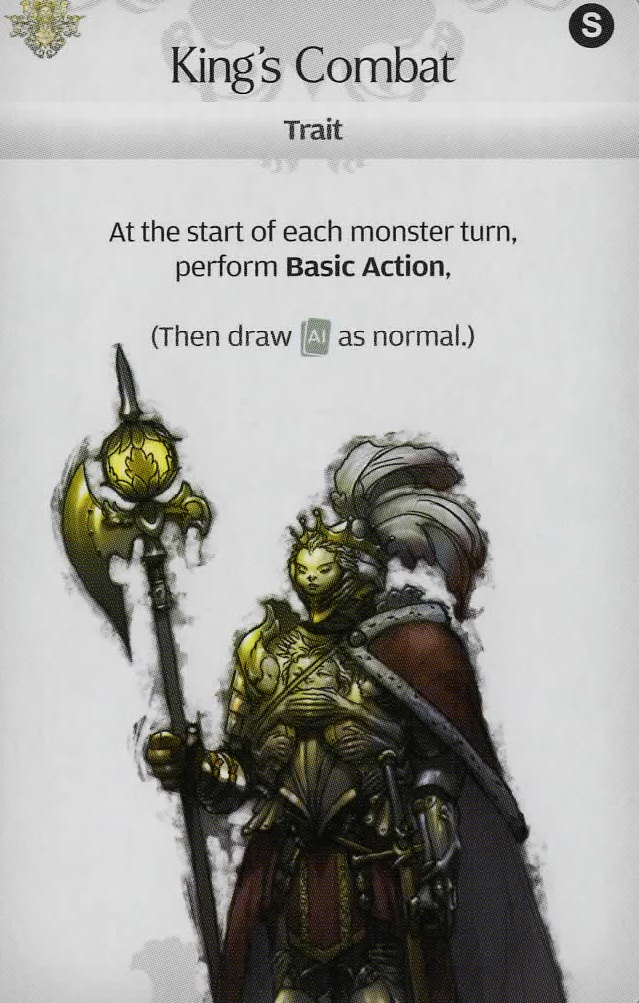 S
King's Combat
Trait
At the start of each monster turn,
perform Basic Action,
(Then draw AI as normal.)